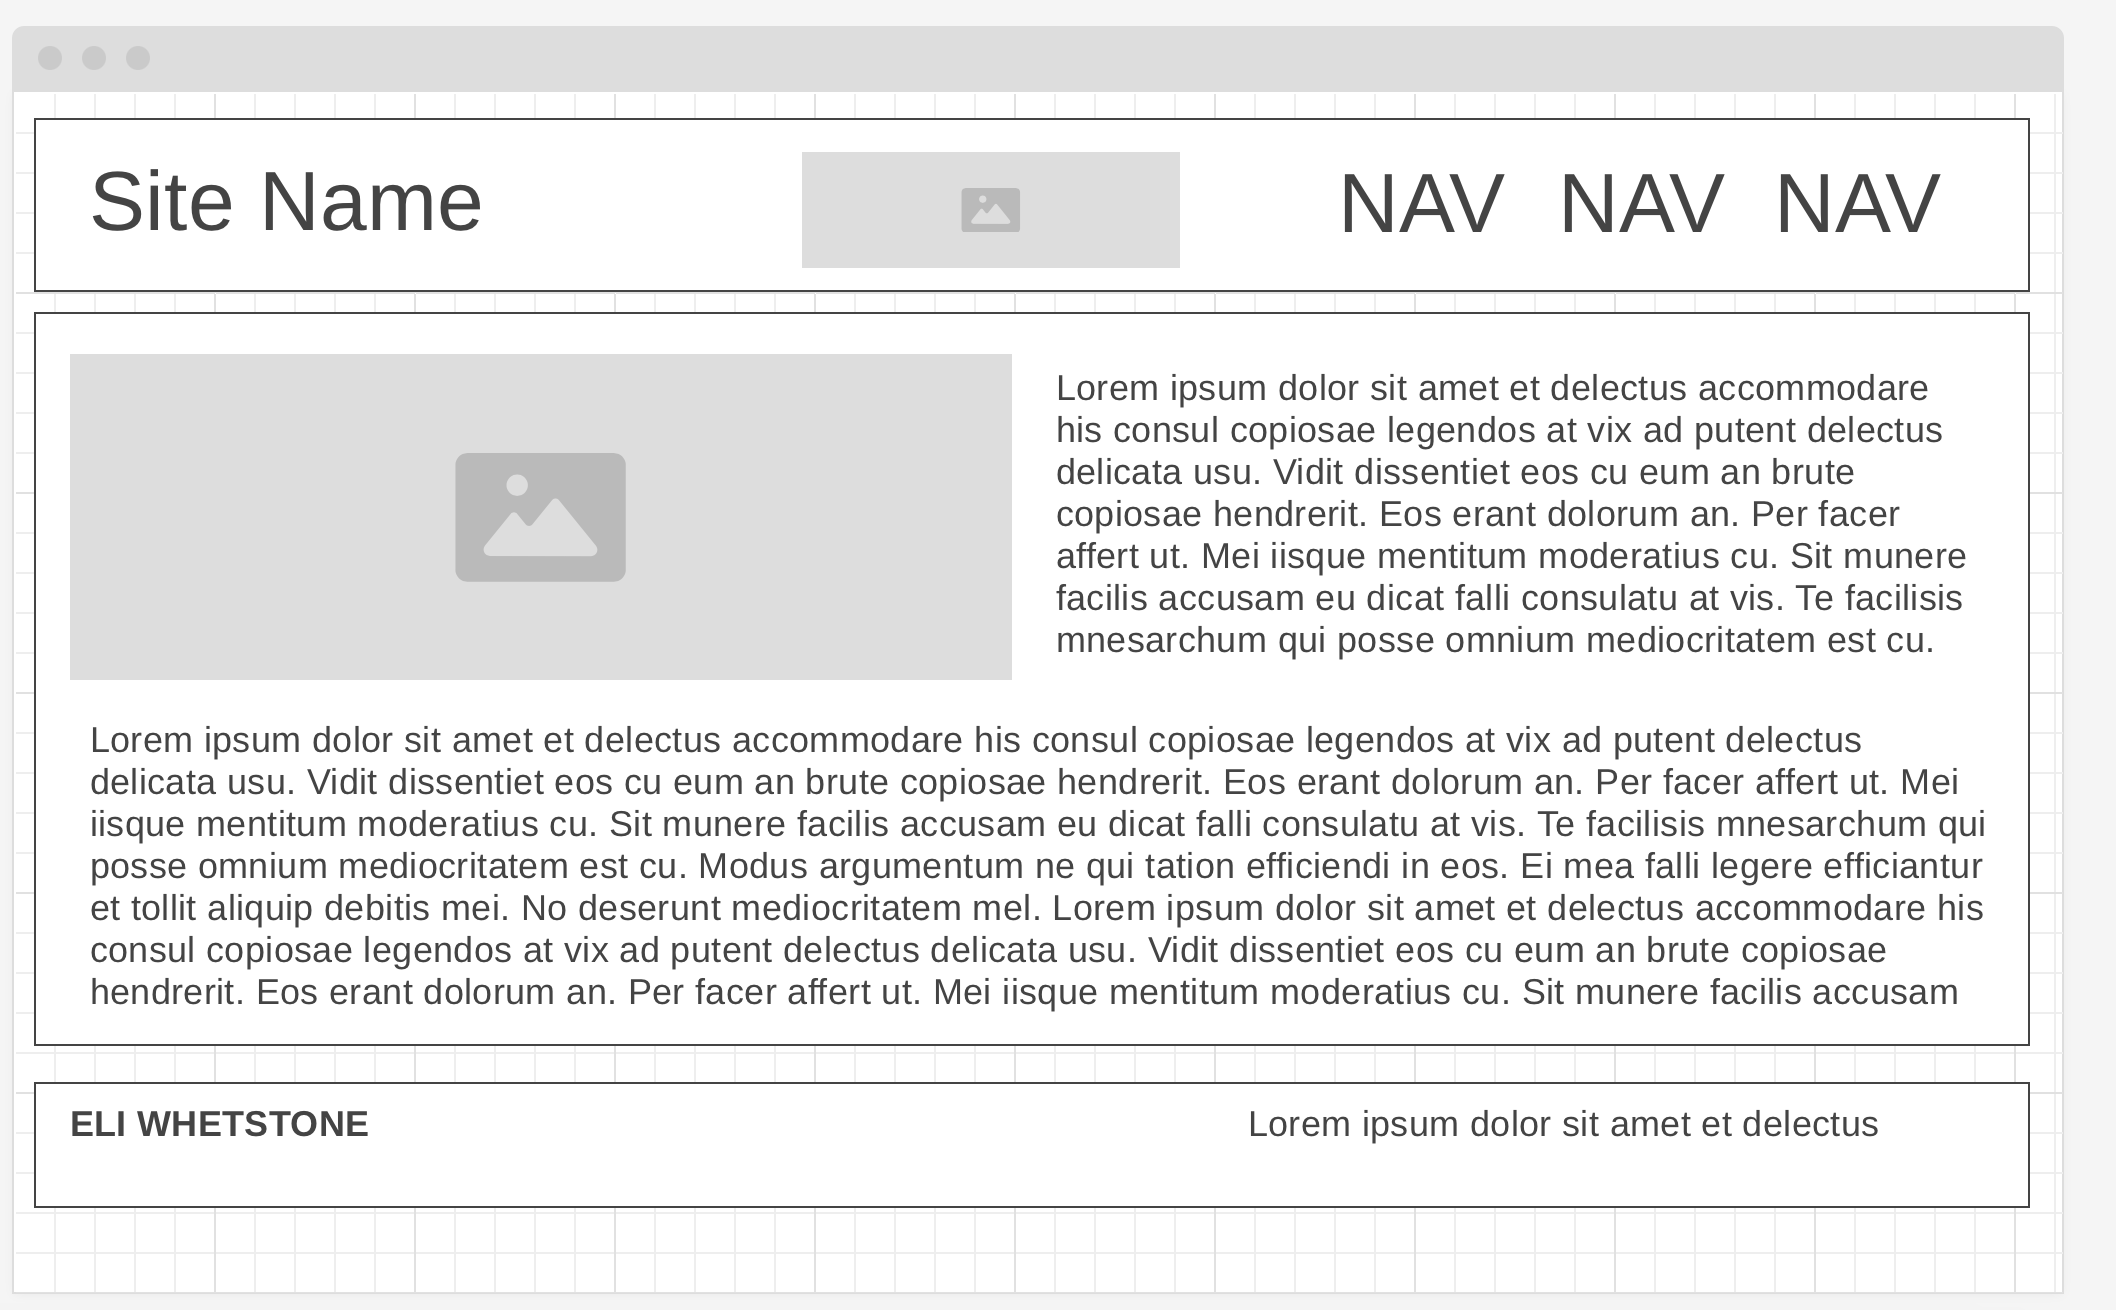 Site Name
NAV NAV NAV
Lorem ipsum dolor sit amet et delectus accommodare
his consul copiosae legendos at vix ad putent delectus
delicata usu. Vidit dissentiet eos cu eum an brute
copiosae hendrerit. Eos erant dolorum an. Per facer
affert ut. Mei iisque mentitum moderatius cu. Sit munere
facilis accusam eu dicat falli consulatu at vis. Te facilisis
mnesarchum qui posse omnium mediocritatem est cu.
Lorem ipsum dolor sit amet et delectus accommodare his consul copiosae legendos at vix ad putent delectus
delicata usu. Vidit dissentiet eos cu eum an brute copiosae hendrerit. Eos erant dolorum an. Per facer affert ut. Mei
iisque mentitum moderatius cu. Sit munere facilis accusam eu dicat falli consulatu at vis. Te facilisis mnesarchum qui
posse omnium mediocritatem est cu. Modus argumentum ne qui tation efficiendi in eos. Ei mea falli legere efficiantur
et tollit aliquip debitis mei. No deserunt mediocritatem mel. Lorem ipsum dolor sit amet et delectus accommodare his
consul copiosae legendos at vix ad putent delectus delicata usu. Vidit dissentiet eos cu eum an brute copiosae
hendrerit. Eos erant dolorum an. Per facer affert ut. Mei iisque mentitum moderatius cu. Sit munere facilis accusam
ELI WHETSTONE
Lorem ipsum dolor sit amet et delectus